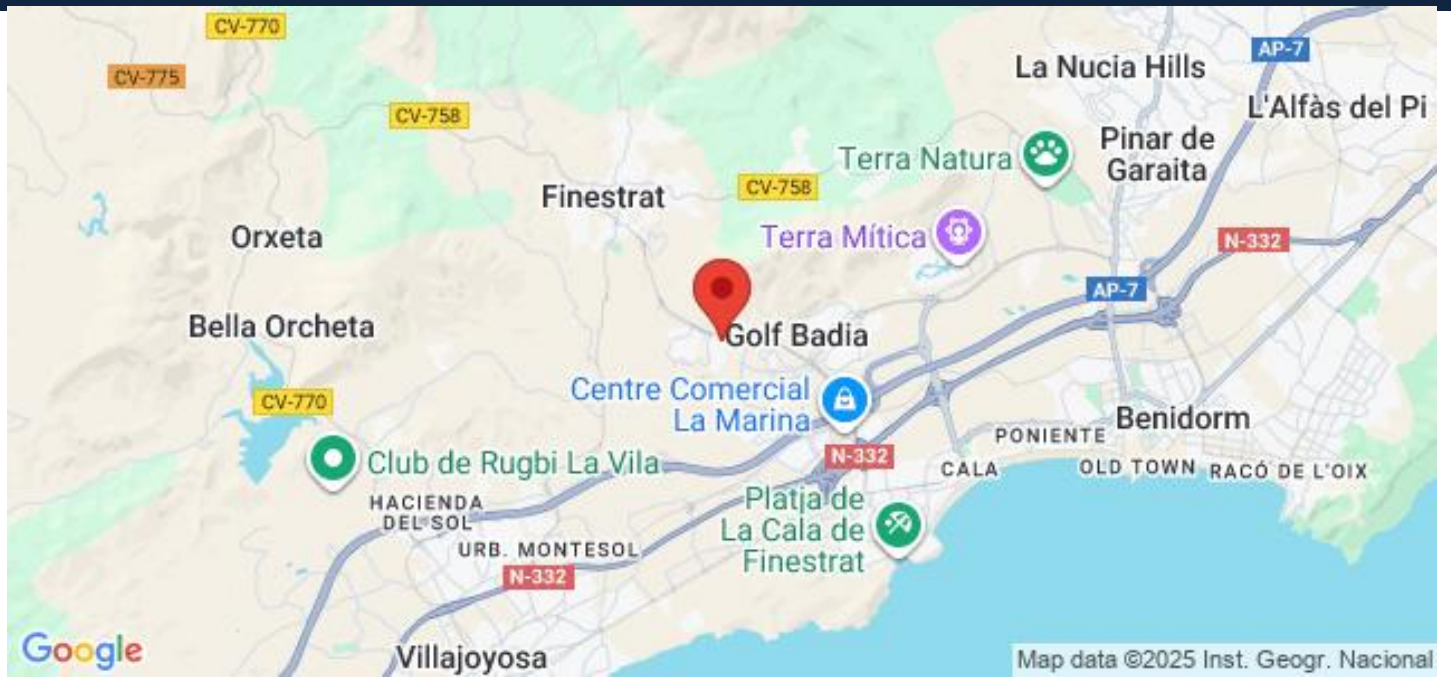 CV-770
CV-775
CV-758
La Nucia Hills
AP-7
L'Alfàs del Pi
Pinar de
Garaita
Terra Natura
Finestrat
CV-758
Orxeta
Terra Mítica
N-332
AP-7
Bella Orcheta
Golf Badia
Centre Comercial
La Marina
CV-770
Benidorm
PONIENTE
N-332
CALA
OLD TOWN
RACÓ DE L'OIX
Club de Rugbi La Vila
HACIENDA
DEL SOL
Platja de
La Cala de
Finestrat
URB. MONTESOL
N-332
Villajoyosa
Google
Map data ©2025 Inst. Geogr. Nacional